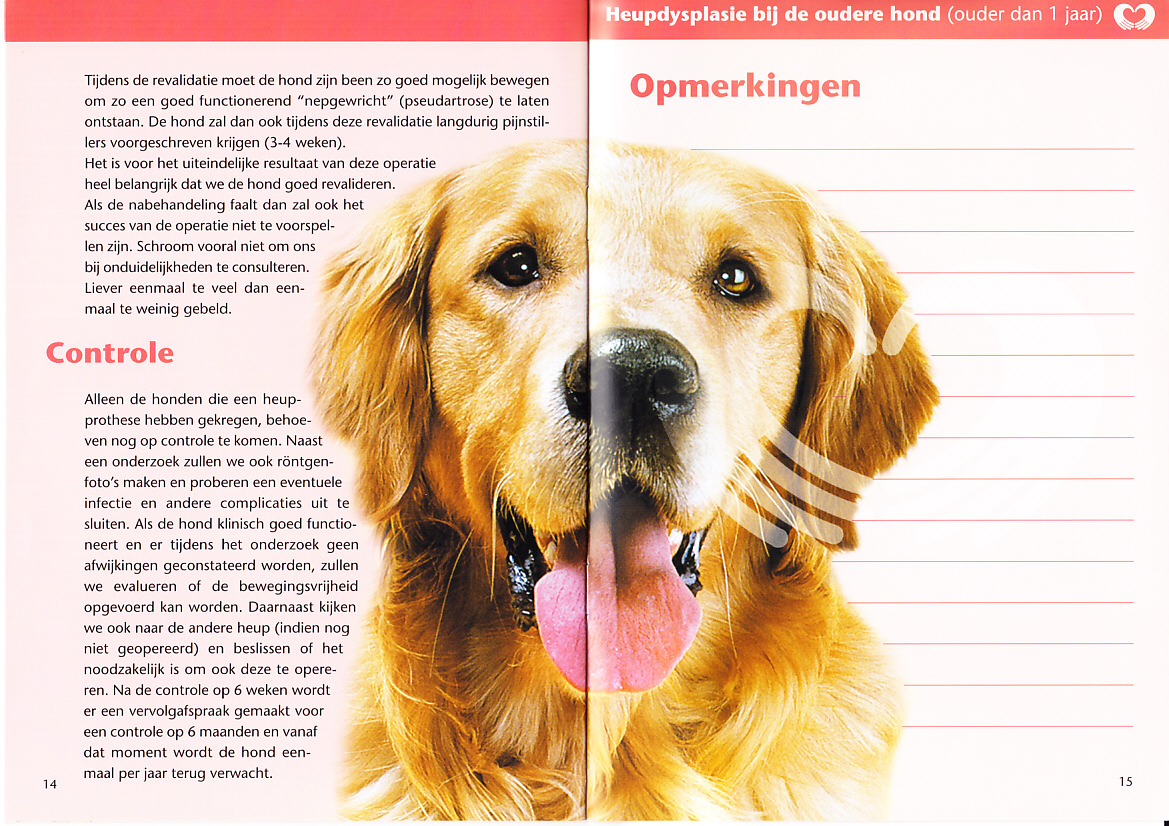 Tijdens de revalidatie moet de hond zijn been zo goed mogelijk bewegen
om zo een goed functionerend “nepgewricht” (pseudartrose) te laten
ontstaan. De hond zal dan ook tijdens deze revalidatie langdurig pijnstil-
lers voorgeschreven krijgen (3-4 weken).
Het is voor het uiteindelijke resultaat van deze operatie
heel belangrijk dat we de hond goed revalideren.
Als de nabehandeling faalt dan zal ook het
succes van de operatie niet te voorspel-
len zijn. Schroom vooral niet om ons
bij onduidelijkheden te consulteren.
Liever eenmaal te veel dan een-
maal te weinig gebeld.
Controle
Alleen de honden die een heup-
prothese hebben gekregen, behoe-
ven nog op controle te komen. Naast
een onderzoek zullen we ook röntgen-
foto’s maken en proberen een eventuele
infectie en andere complicaties uit te
sluiten. Als de hond klinisch goed functio-
neert en er tijdens het onderzoek geen
afwijkingen geconstateerd worden, zullen
we evalueren of de bewegingsvrijheid
opgevoerd kan worden. Daarnaast kijken
we ook naar de andere heup (indien nog
niet geopereerd) en beslissen of het
noodzakelijk is om ook deze te opere-
ren. Na de controle op 6 weken wordt
er een vervolgafspraak gemaakt voor
een controle op 6 maanden en vanaf
dat moment wordt de hond een-
maal per jaar terug verwacht.
14
Heupdysplasie bij de oudere hond (ouder dan 1 jaar)
Opmerkingen
15